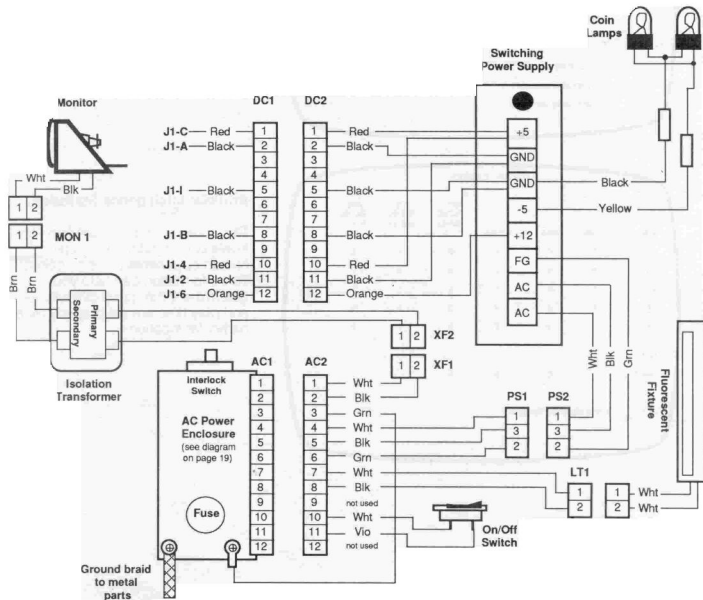 Coin
Lamps
Switching
Power Supply
Monitor
DC1
DC2
J1-C Red 1 1 Red +5
J1-A Black 2 2 Black
3 3 GND
4 4
J1-I Black 5 5 Black GND Black
6 6
7 7 -5 Yellow
J1-B Black 8 8 Black +12
9 9
J1-4 Red 10 10 Red FG
J1-2 Black 11 11 Black AC
J1-6 Orange 12 12 Orange AC
Wht
Blk
1 2
1 2
MON 1
Brn
Brn
Primary
Secondary
Isolation
Transformer
1 2 XF2
1 2 XF1
Wht
Blk
Grn
Fluorescent
Fixture
Interlock
Switch
AC Power
Enclosure
(see diagram
on page 19)
Fuse
AC1
AC2
1 1 Wht
2 2 Blk
3 3 Grn
4 4 Wht
5 5 Blk
6 6 Grn
7 7 Wht
8 8 Blk
9 9 not used
10 10 Wht
11 11 Vio
12 12 not used
PS1
PS2
1 1
3 3
2 2
LT1
1 1 Wht
2 2 Wht
On/Off
Switch
Ground braid
to metal
parts